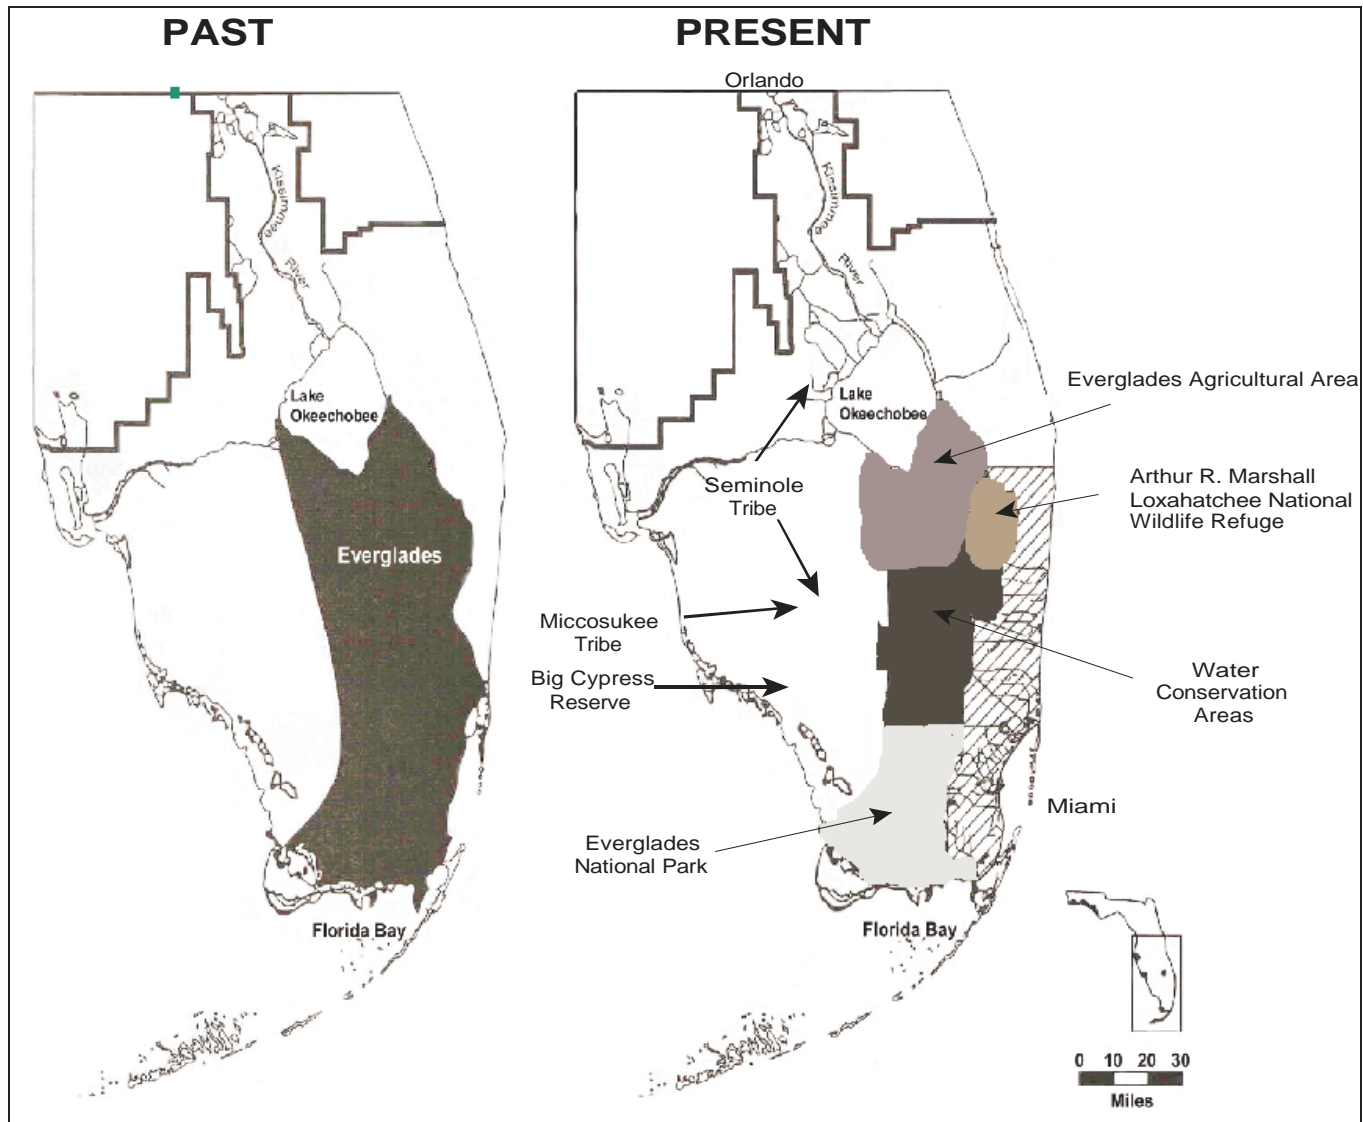 PAST
PRESENT
Orlando
Kissimmee
River
Kissimmee
River
Lake
Okeechobee
Lake
Okeechobee
Everglades Agricultural Area
Arthur R. Marshall
Loxahatchee National
Wildlife Refuge
Seminole
Tribe
Everglades
Miccosukee
Tribe
Big Cypress
Reserve
Water
Conservation
Areas
Miami
Everglades
National Park
Florida Bay
Florida Bay
0 10 20 30
Miles